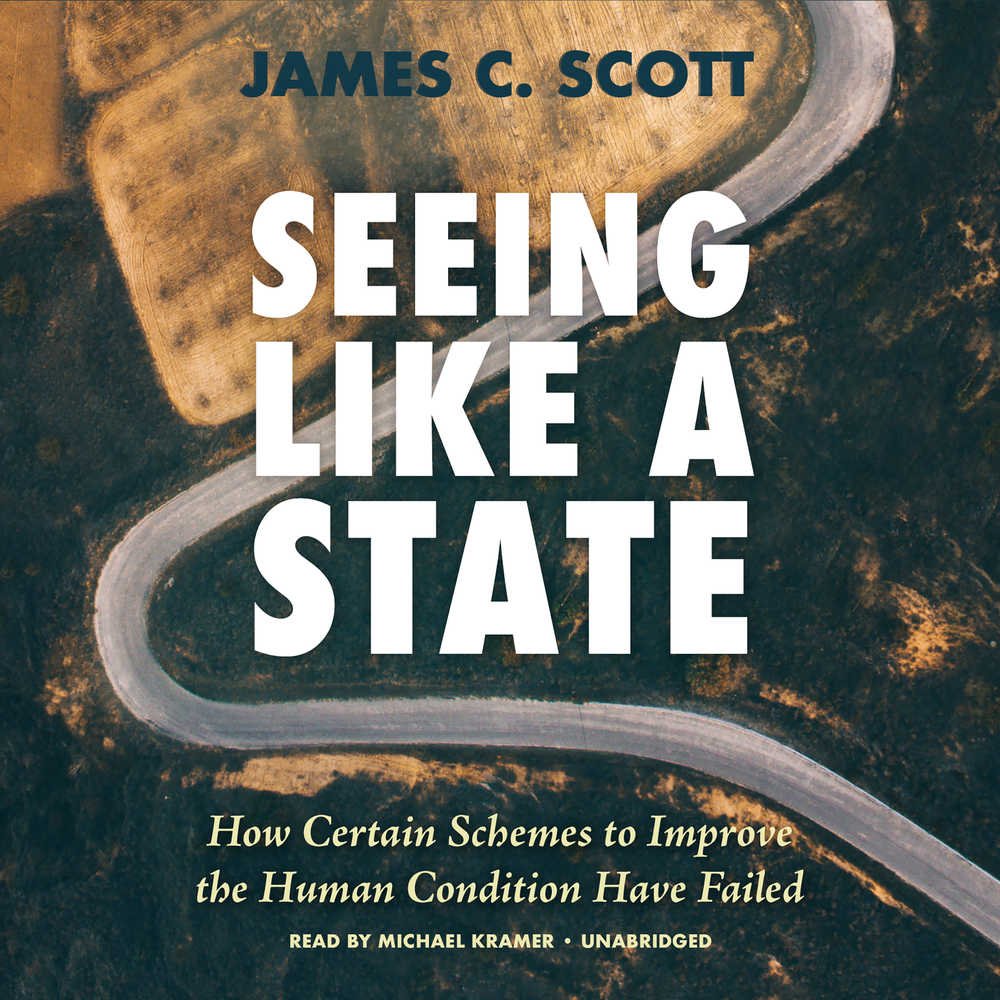 JAMES C. SCOTT
SEEING
LIKE A
STATE
How Certain Schemes to Improve
the Human Condition Have Failed
READ BY MICHAEL KRAMER • UNABRIDGED